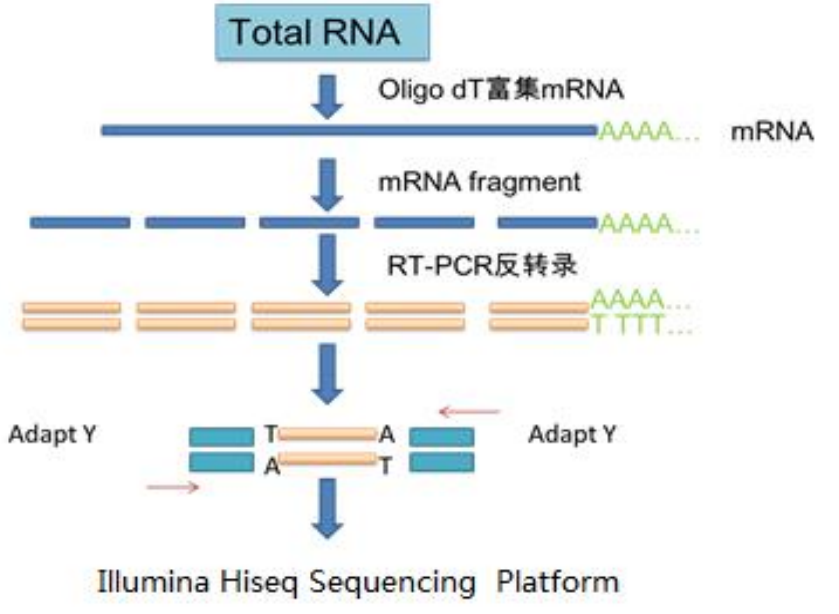 Total RNA
Oligo dT富集mRNA
AAAA... mRNA
mRNA fragment
AAAA...
RT-PCR反转录
AAAA...
T TTT...
Adapt Y T A Adapt Y
A T
Illumina Hiseq Sequencing Platform